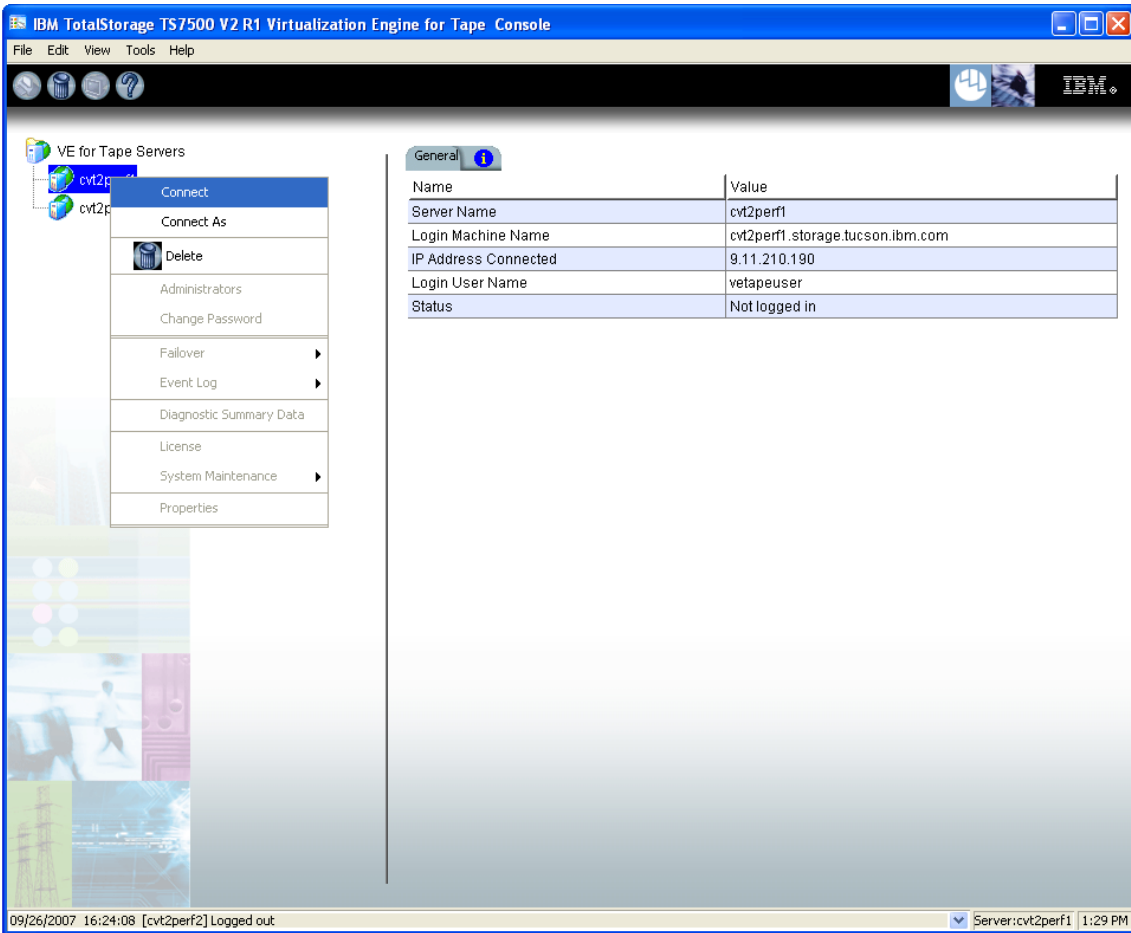 IBM TotalStorage TS7500 V2 R1 Virtualization Engine for Tape Console
File Edit View Tools Help
IBM
VE for Tape Servers
cvt2perf1
cvt2p
Connect
Connect As
Delete
Administrators
Change Password
Failover
Event Log
Diagnostic Summary Data
License
System Maintenance
Properties
General
Name Value
Server Name cvt2perf1
Login Machine Name cvt2perf1.storage.tucson.ibm.com
IP Address Connected 9.11.210.190
Login User Name vetapeuser
Status Not logged in
09/26/2007 16:24:08 [cvt2perf2] Logged out
Server:cvt2perf1 1:29 PM